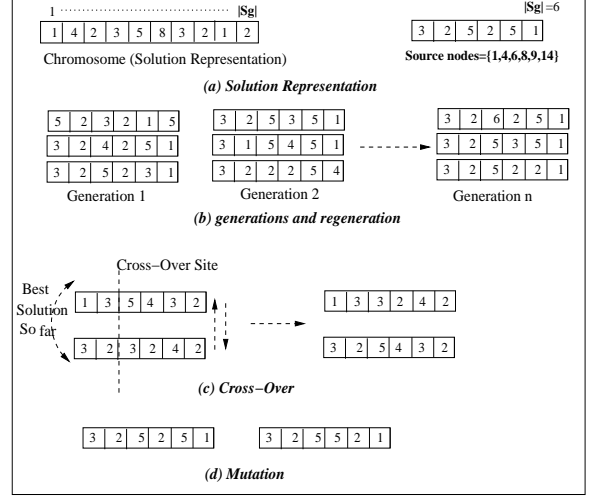 1 |Sg| |Sg| =6
1 4 2 3 5 8 3 2 1 2 3 2 5 2 5 1
Chromosome (Solution Representation) Source nodes={1,4,6,8,9,14}
(a) Solution Representation
5 2 3 2 1 5
3 2 4 2 5 1
3 2 5 2 3 1
Generation 1
3 2 5 3 5 1
3 1 5 4 5 1
3 2 2 2 5 4
Generation 2
3 2 6 2 5 1
3 2 5 3 5 1
3 2 5 2 2 1
Generation n
(b) generations and regeneration
Cross-Over Site
Best
Solution
So far
1 3 5 4 3 2
3 2 3 2 4 2
1 3 3 2 4 2
3 2 5 4 3 2
(c) Cross-Over
3 2 5 2 5 1 3 2 5 5 2 1
(d) Mutation